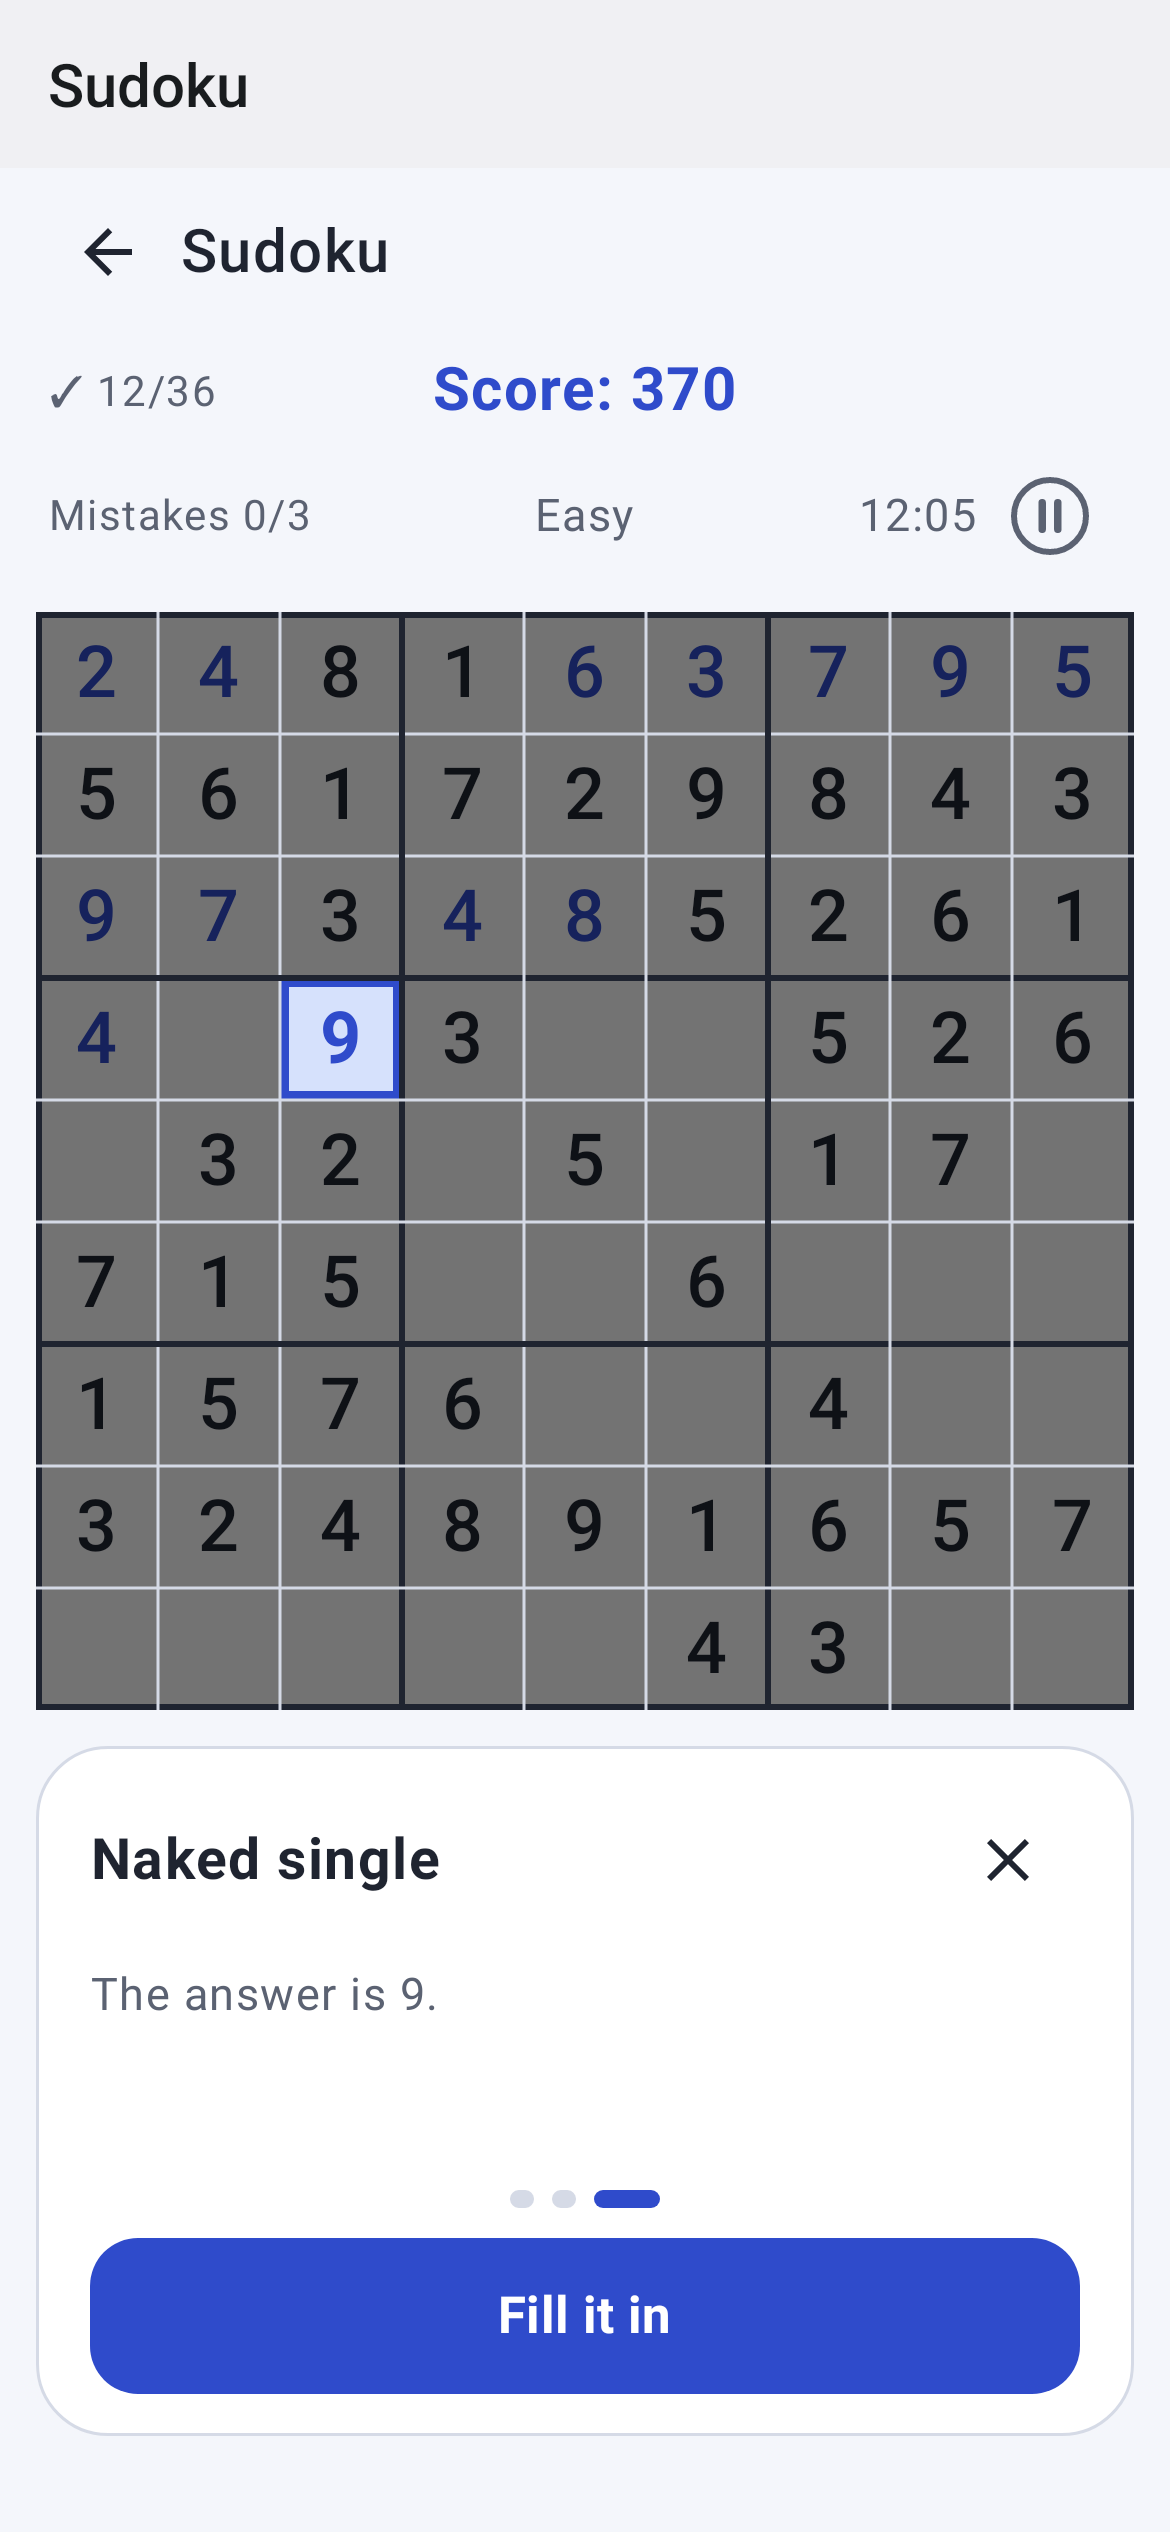 Sudoku
Sudoku
✓ 12/36 Score: 370
Mistakes 0/3 Easy 12:05
2 4 8 1 6 3 7 9 5
5 6 1 7 2 9 8 4 3
9 7 3 4 8 5 2 6 1
4 9 3 5 2 6
3 2 5 1 7
7 1 5 6
1 5 7 6 4
3 2 4 8 9 1 6 5 7
4 3
Naked single
The answer is 9.
Fill it in